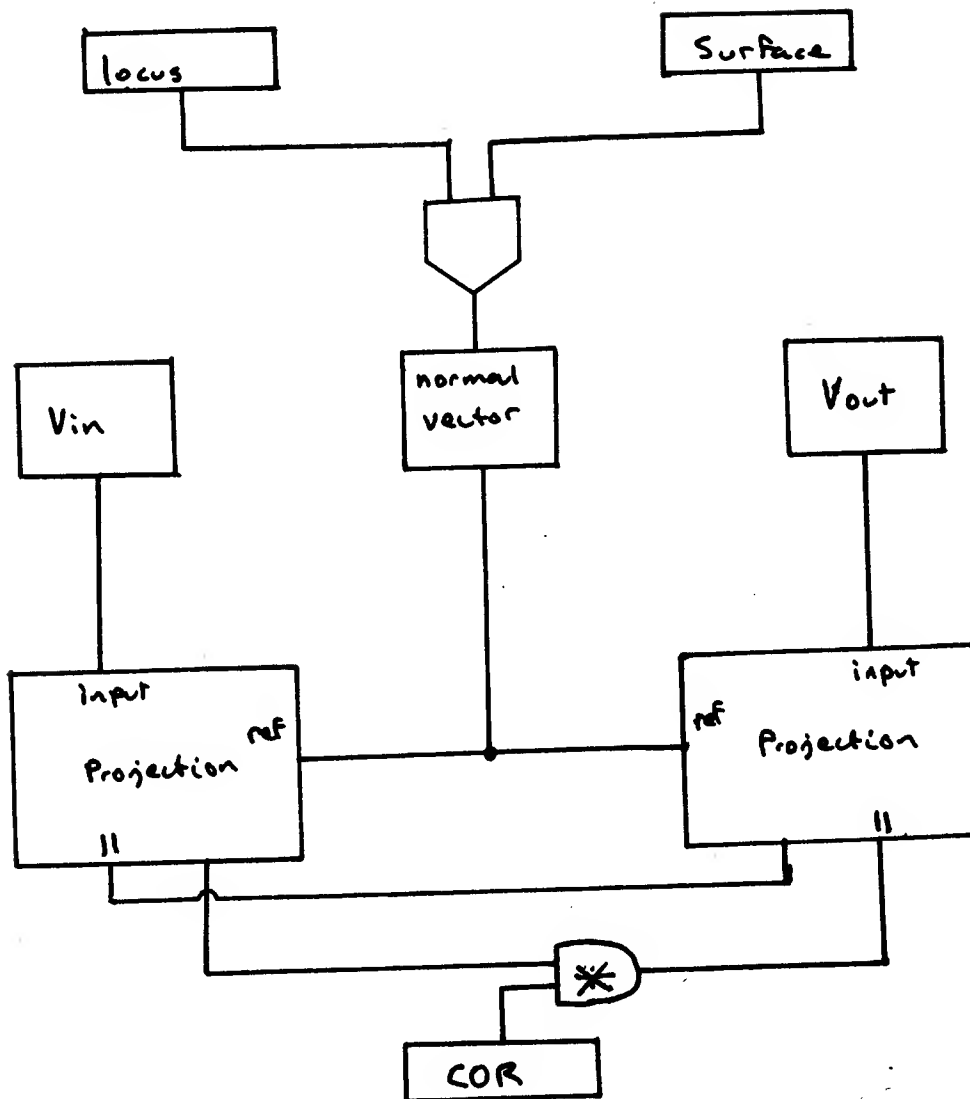 locus
Surface
normal
vector
Vin
Vout
input
ref
Projection
||
input
ref
Projection
||
*
COR